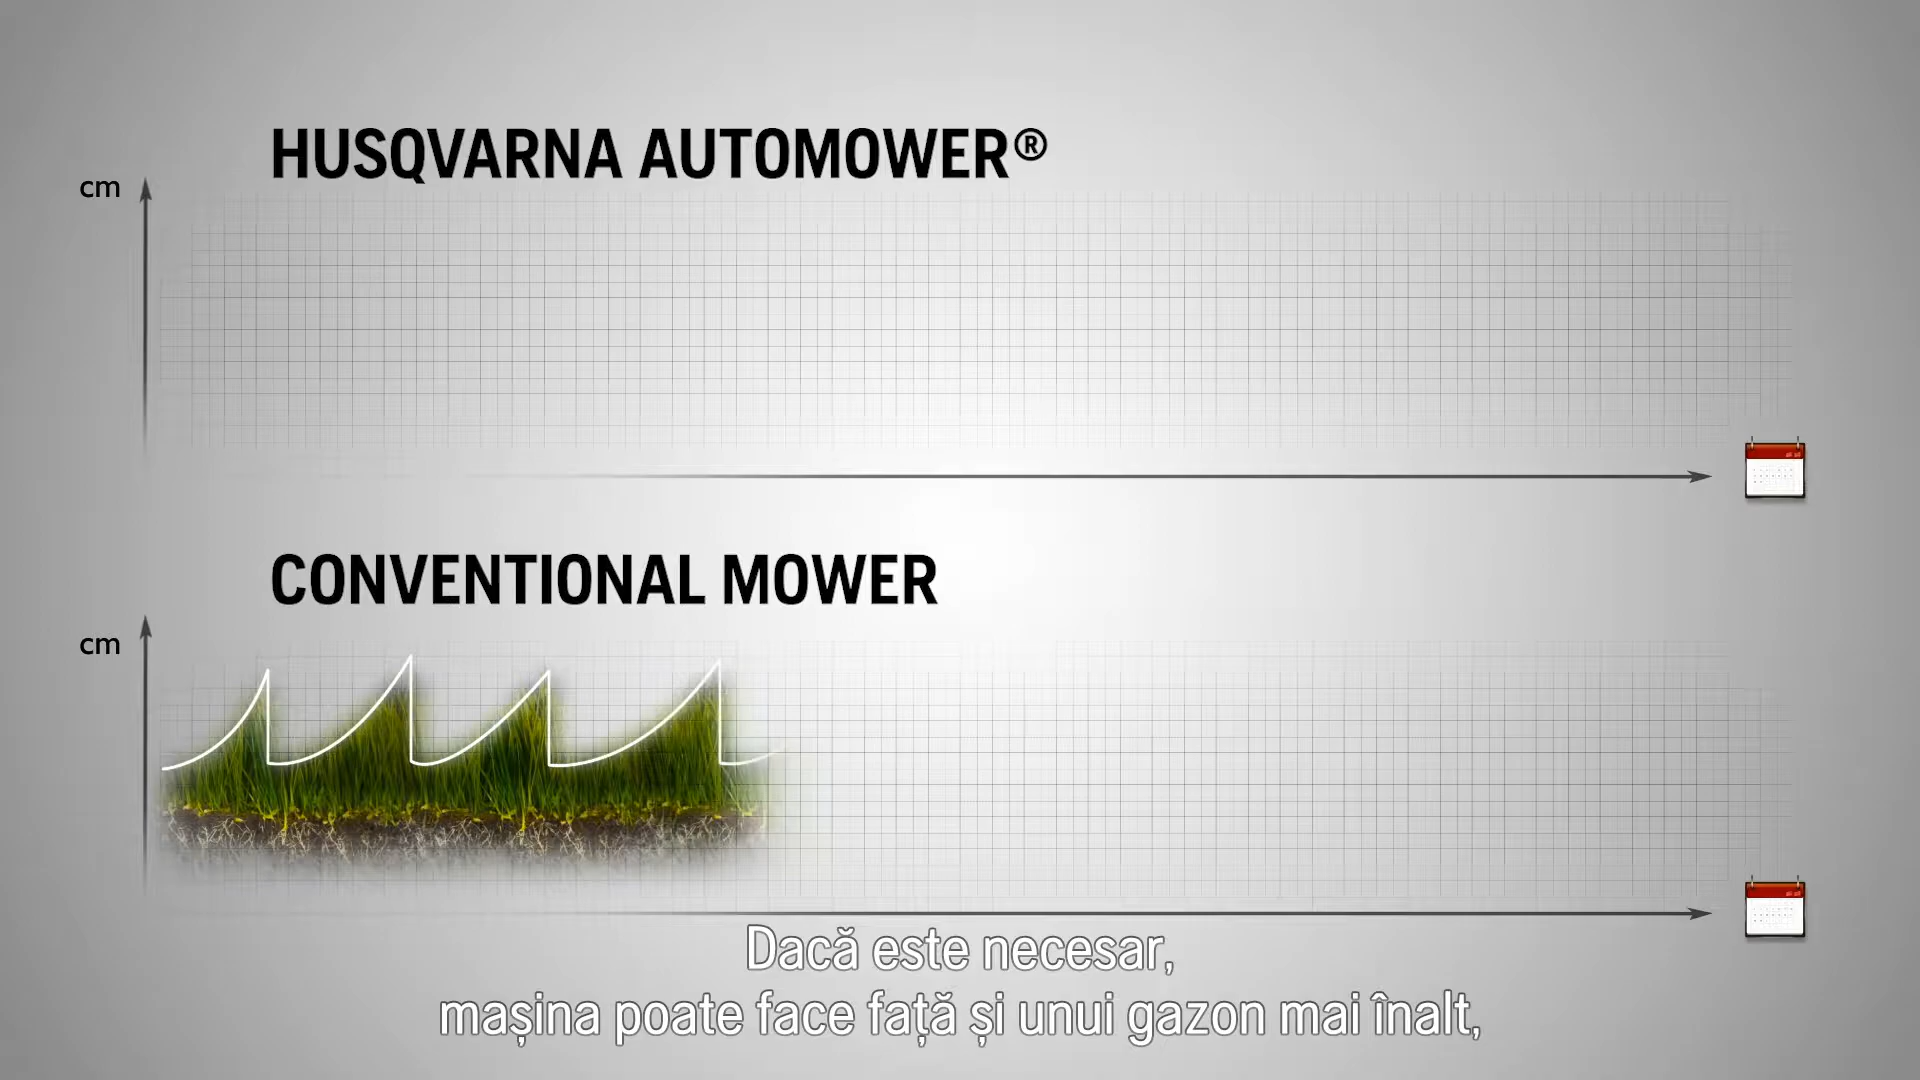 HUSQVARNA AUTOMOWER®
cm
CONVENTIONAL MOWER
cm
Dacă este necesar,
mașina poate face față și unui gazon mai înalt,